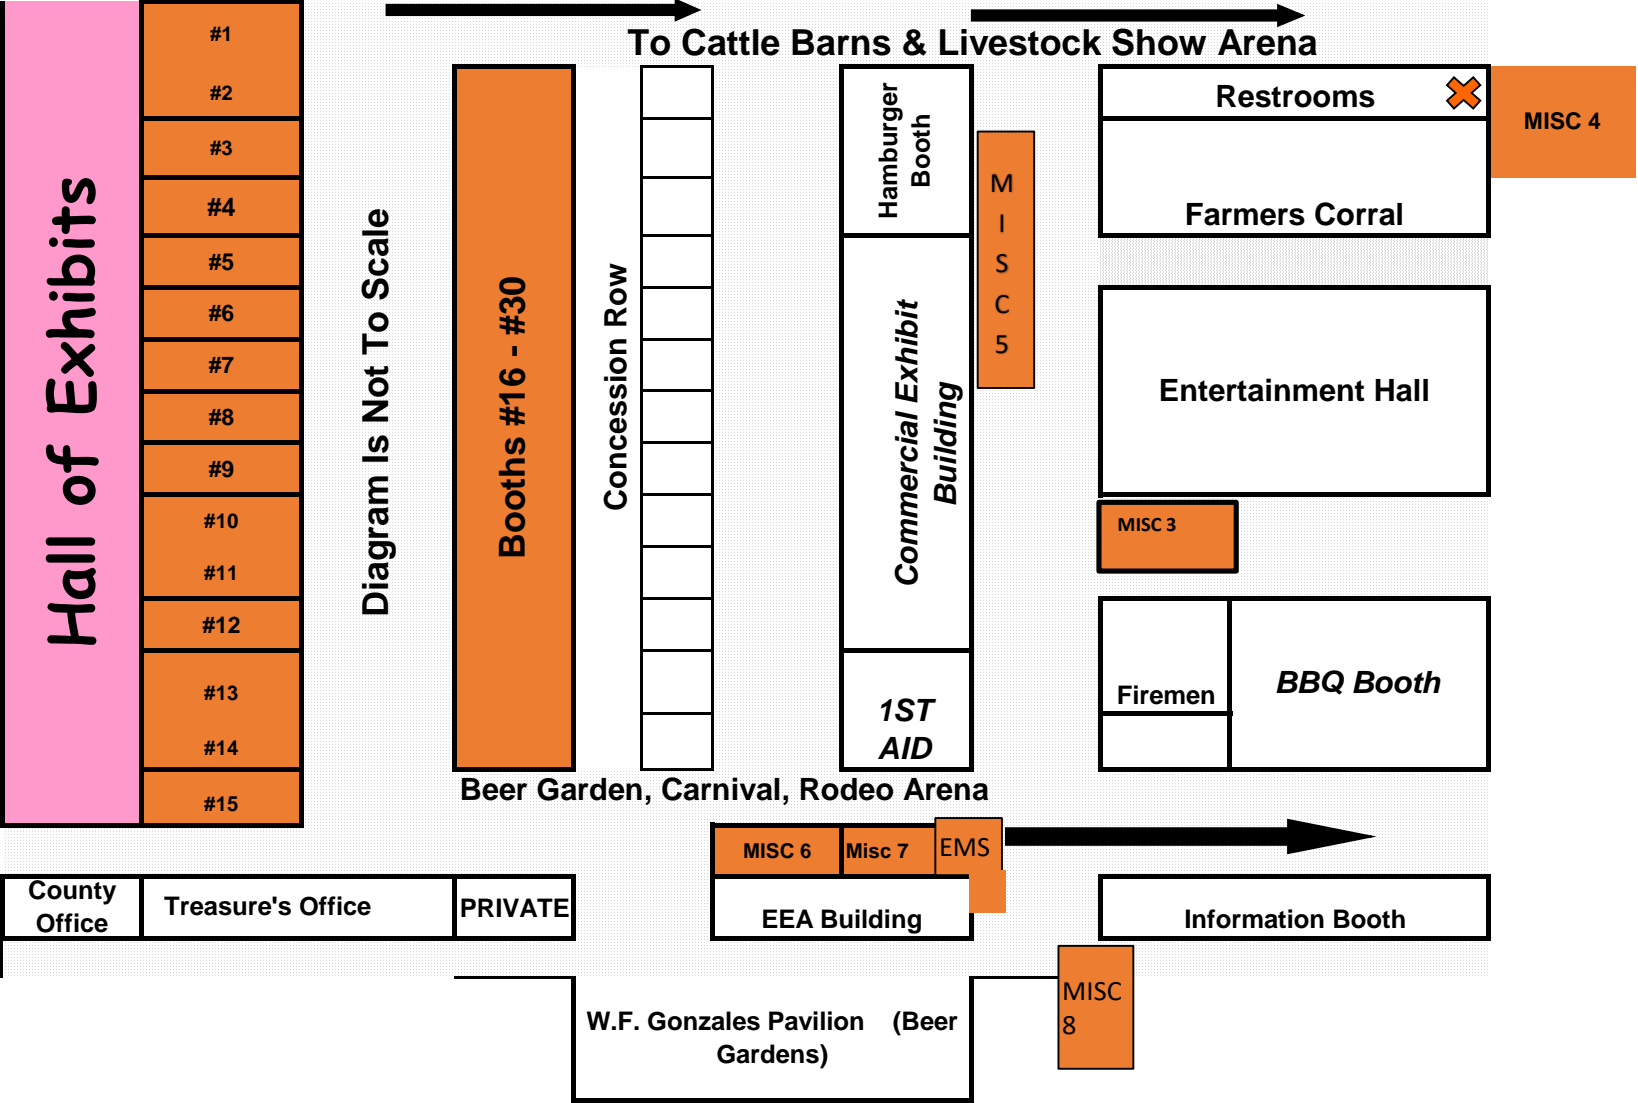 To Cattle Barns & Livestock Show Arena
Hall of Exhibits
#1
#2
#3
#4
#5
#6
#7
#8
#9
#10
#11
#12
#13
#14
#15
Diagram Is Not To Scale
Booths #16 - #30
Concession Row
Hamburger
Booth
Commercial Exhibit
Building
1ST
AID
M
I
S
C
5
Restrooms
MISC 4
Farmers Corral
Entertainment Hall
MISC 3
Firemen
BBQ Booth
Beer Garden, Carnival, Rodeo Arena
MISC 6
Misc 7
EMS
County
Office
Treasure's Office
PRIVATE
EEA Building
Information Booth
W.F. Gonzales Pavilion (Beer
Gardens)
MISC
8